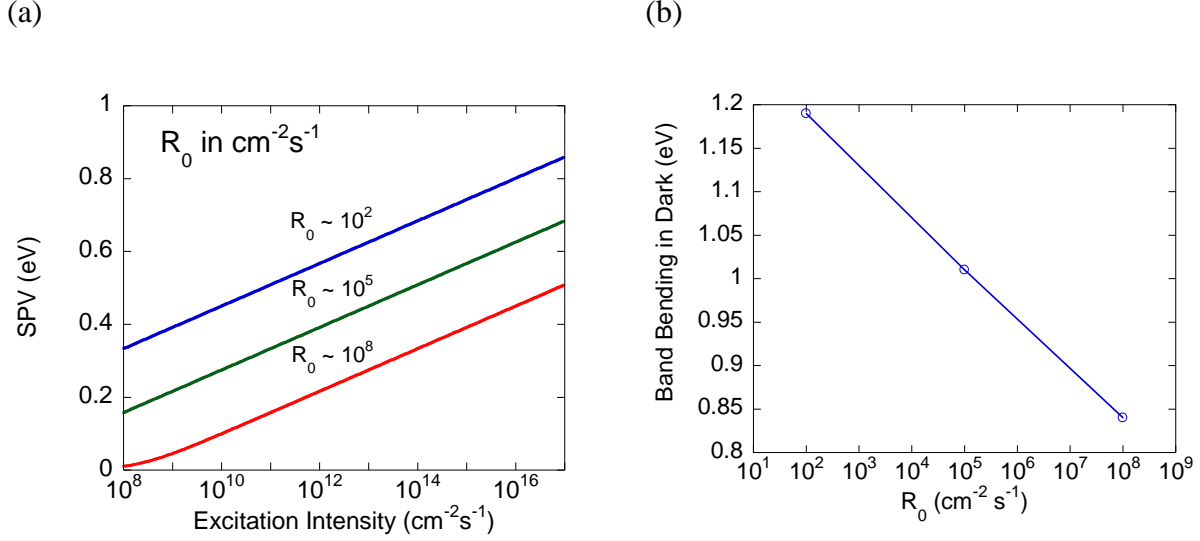 (a)
(b)
R₀ in cm⁻²s⁻¹
R₀ ~ 10²
R₀ ~ 10⁵
R₀ ~ 10⁸
SPV (eV)
1
0.8
0.6
0.4
0.2
0
10⁸ 10¹⁰ 10¹² 10¹⁴ 10¹⁶
Excitation Intensity (cm⁻²s⁻¹)
Band Bending in Dark (eV)
1.2
1.15
1.1
1.05
1
0.95
0.9
0.85
0.8
10¹ 10² 10³ 10⁴ 10⁵ 10⁶ 10⁷ 10⁸ 10⁹
R₀ (cm⁻² s⁻¹)